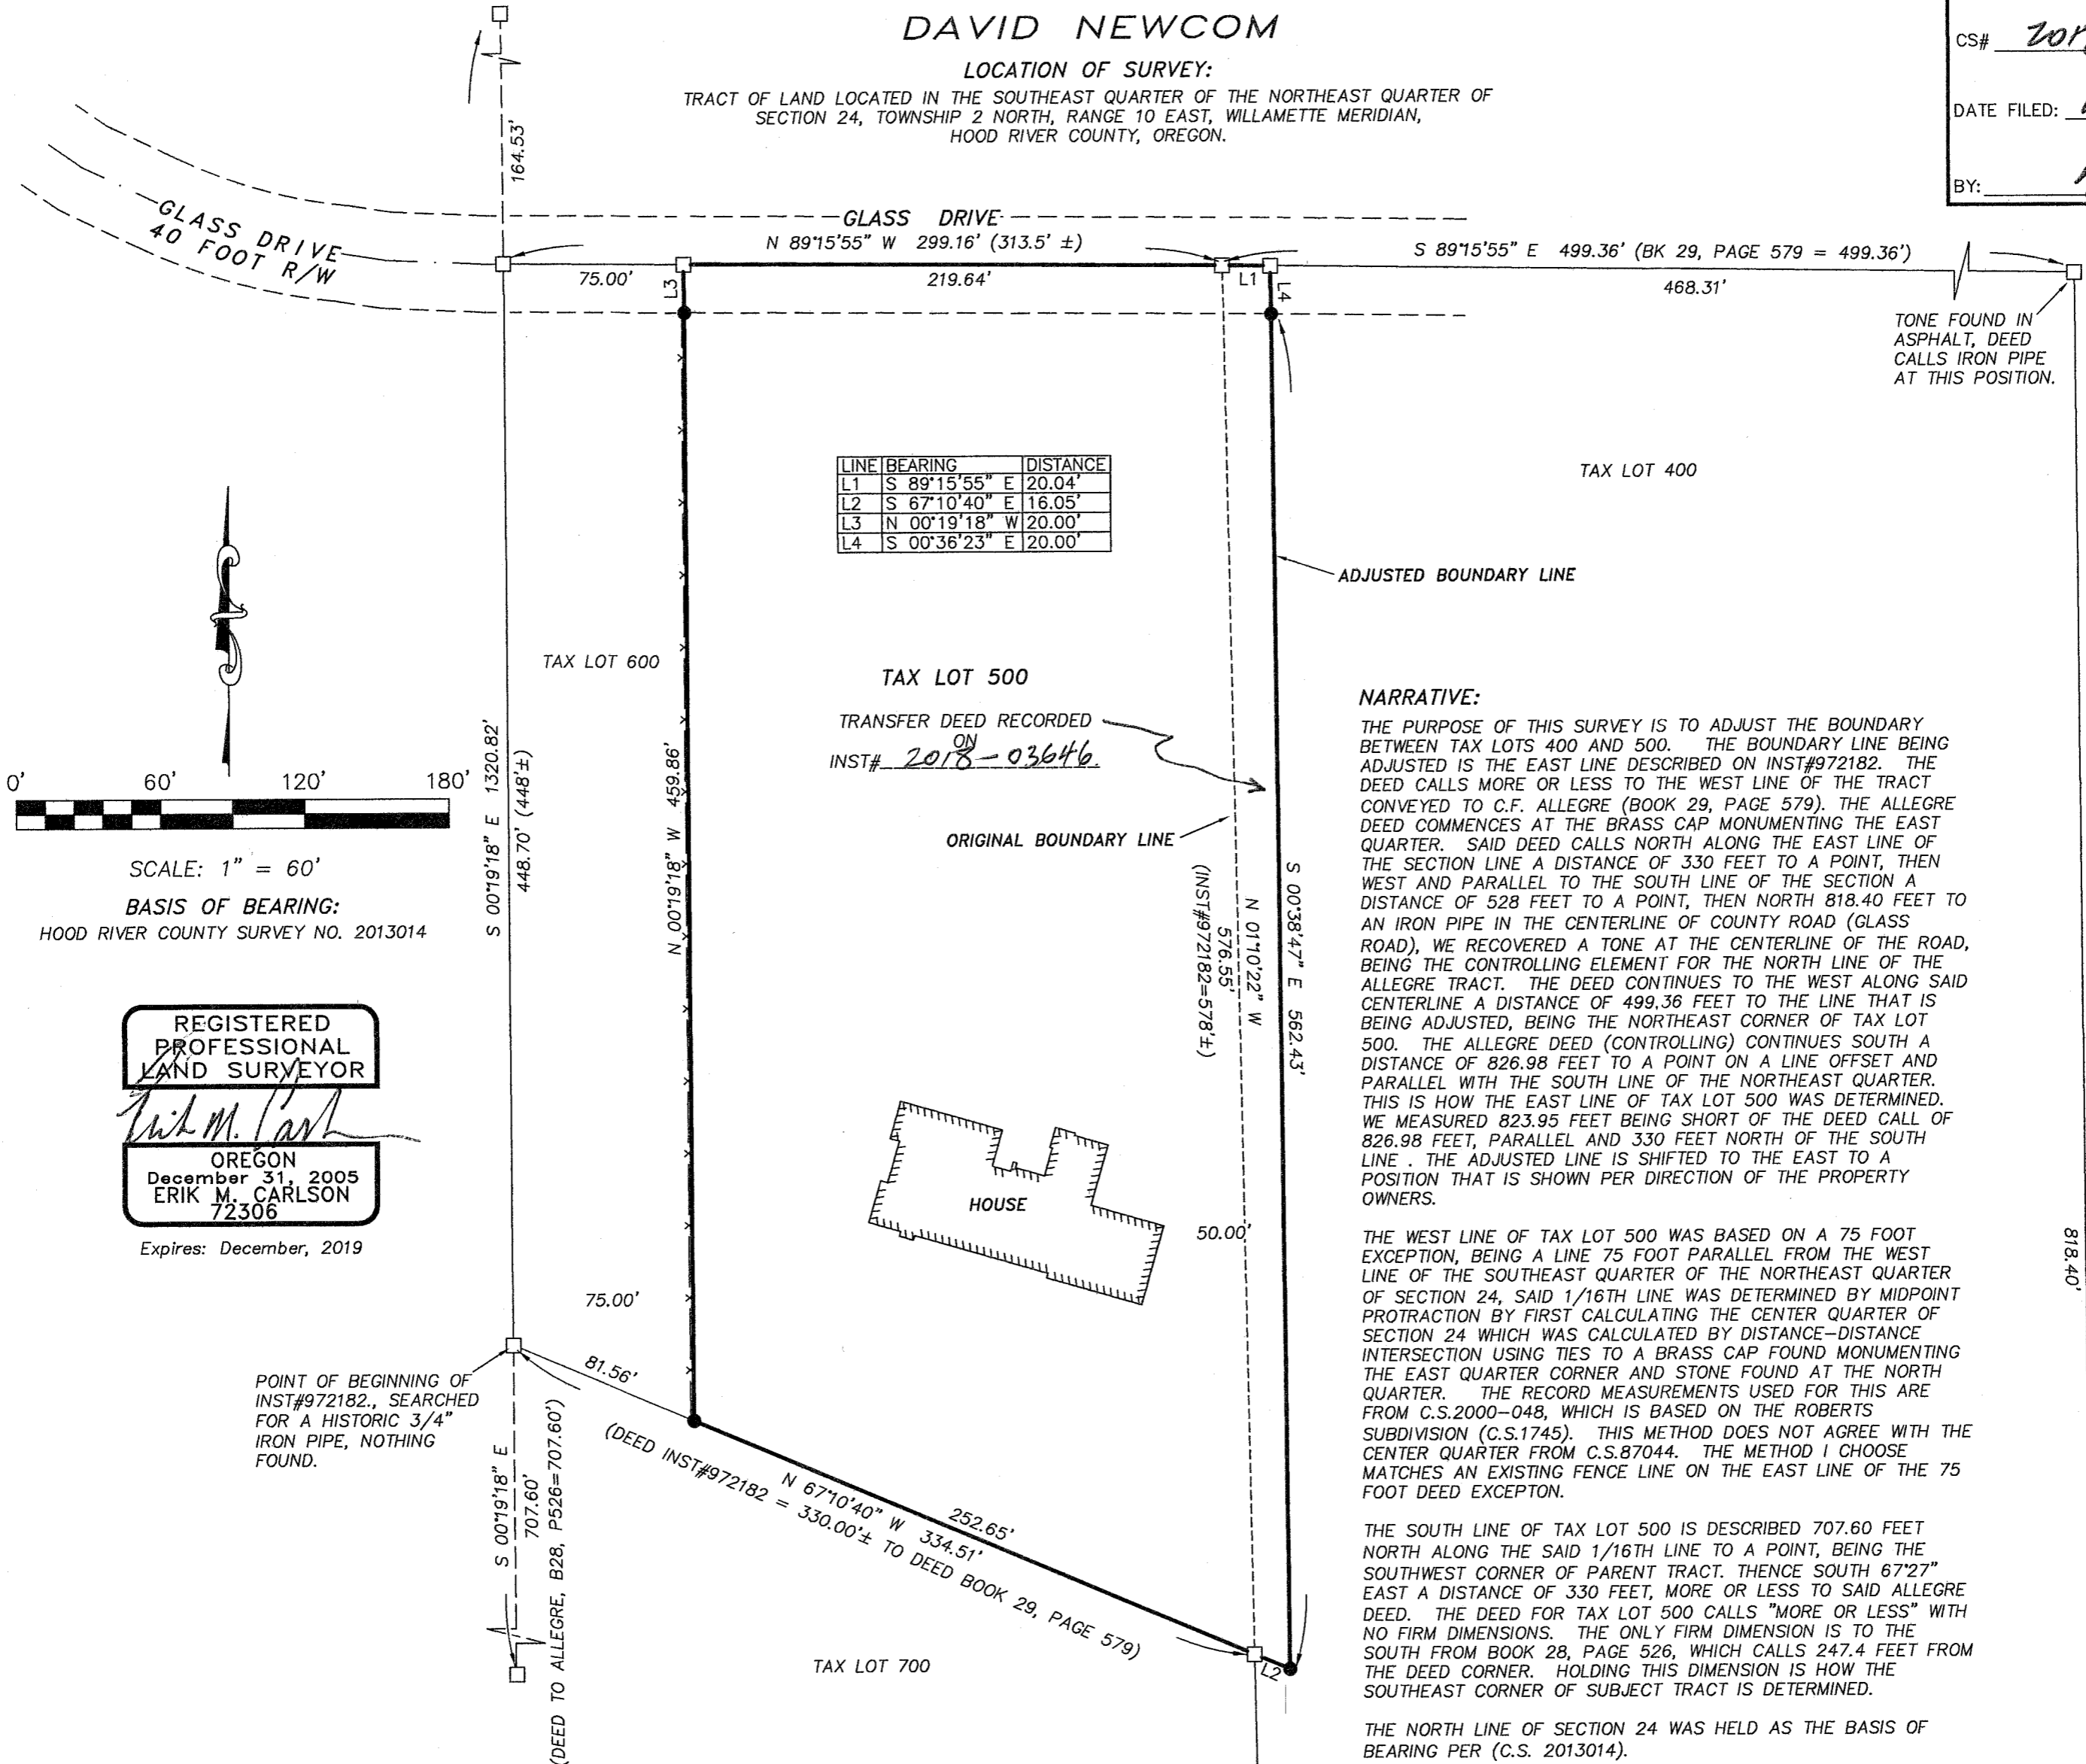 DAVID NEWCOM
LOCATION OF SURVEY:
TRACT OF LAND LOCATED IN THE SOUTHEAST QUARTER OF THE NORTHEAST QUARTER OF
SECTION 24, TOWNSHIP 2 NORTH, RANGE 10 EAST, WILLAMETTE MERIDIAN,
HOOD RIVER COUNTY, OREGON.
CS#
DATE FILED:
BY:
164.53'
GLASS DRIVE
40 FOOT R/W
GLASS DRIVE
N 89°15'55" W 299.16' (313.5' ±)
S 89°15'55" E 499.36' (BK 29, PAGE 579 = 499.36')
75.00'
L3
219.64'
L1
L4
468.31'
TONE FOUND IN
ASPHALT, DEED
CALLS IRON PIPE
AT THIS POSITION.
LINE BEARING DISTANCE
L1 S 89°15'55" E 20.04'
L2 S 67°10'40" E 16.05'
L3 N 00°19'18" W 20.00'
L4 S 00°36'23" E 20.00'
TAX LOT 400
ADJUSTED BOUNDARY LINE
TAX LOT 600
TAX LOT 500
TRANSFER DEED RECORDED
ON
INST# 2018-03646.
ORIGINAL BOUNDARY LINE
S 00°19'18" E 1320.82'
448.70' (448'±)
N 00°19'18" W 459.86'
N 01°10'22" W
576.55'
(INST#972182=578'±)
S 00°38'47" E 562.43'
0' 60' 120' 180'
SCALE: 1" = 60'
BASIS OF BEARING:
HOOD RIVER COUNTY SURVEY NO. 2013014
REGISTERED
PROFESSIONAL
LAND SURVEYOR
Erik M. Carlson
OREGON
December 31, 2005
ERIK M. CARLSON
72306
Expires: December, 2019
HOUSE
50.00'
75.00'
81.56'
POINT OF BEGINNING OF
INST#972182., SEARCHED
FOR A HISTORIC 3/4"
IRON PIPE, NOTHING
FOUND.
S 00°19'18" E
707.60'
(DEED TO ALLEGRE, B28, P526=707.60')
252.65'
N 67°10'40" W 334.51'
(DEED INST#972182 = 330.00'± TO DEED BOOK 29, PAGE 579)
L2
TAX LOT 700
818.40'
NARRATIVE:
THE PURPOSE OF THIS SURVEY IS TO ADJUST THE BOUNDARY
BETWEEN TAX LOTS 400 AND 500. THE BOUNDARY LINE BEING
ADJUSTED IS THE EAST LINE DESCRIBED ON INST#972182. THE
DEED CALLS MORE OR LESS TO THE WEST LINE OF THE TRACT
CONVEYED TO C.F. ALLEGRE (BOOK 29, PAGE 579). THE ALLEGRE
DEED COMMENCES AT THE BRASS CAP MONUMENTING THE EAST
QUARTER. SAID DEED CALLS NORTH ALONG THE EAST LINE OF
THE SECTION LINE A DISTANCE OF 330 FEET TO A POINT, THEN
WEST AND PARALLEL TO THE SOUTH LINE OF THE SECTION A
DISTANCE OF 528 FEET TO A POINT, THEN NORTH 818.40 FEET TO
AN IRON PIPE IN THE CENTERLINE OF COUNTY ROAD (GLASS
ROAD), WE RECOVERED A TONE AT THE CENTERLINE OF THE ROAD,
BEING THE CONTROLLING ELEMENT FOR THE NORTH LINE OF THE
ALLEGRE TRACT. THE DEED CONTINUES TO THE WEST ALONG SAID
CENTERLINE A DISTANCE OF 499.36 FEET TO THE LINE THAT IS
BEING ADJUSTED, BEING THE NORTHEAST CORNER OF TAX LOT
500. THE ALLEGRE DEED (CONTROLLING) CONTINUES SOUTH A
DISTANCE OF 826.98 FEET TO A POINT ON A LINE OFFSET AND
PARALLEL WITH THE SOUTH LINE OF THE NORTHEAST QUARTER.
THIS IS HOW THE EAST LINE OF TAX LOT 500 WAS DETERMINED.
WE MEASURED 823.95 FEET BEING SHORT OF THE DEED CALL OF
826.98 FEET, PARALLEL AND 330 FEET NORTH OF THE SOUTH
LINE . THE ADJUSTED LINE IS SHIFTED TO THE EAST TO A
POSITION THAT IS SHOWN PER DIRECTION OF THE PROPERTY
OWNERS.
THE WEST LINE OF TAX LOT 500 WAS BASED ON A 75 FOOT
EXCEPTION, BEING A LINE 75 FOOT PARALLEL FROM THE WEST
LINE OF THE SOUTHEAST QUARTER OF THE NORTHEAST QUARTER
OF SECTION 24, SAID 1/16TH LINE WAS DETERMINED BY MIDPOINT
PROTRACTION BY FIRST CALCULATING THE CENTER QUARTER OF
SECTION 24 WHICH WAS CALCULATED BY DISTANCE-DISTANCE
INTERSECTION USING TIES TO A BRASS CAP FOUND MONUMENTING
THE EAST QUARTER CORNER AND STONE FOUND AT THE NORTH
QUARTER. THE RECORD MEASUREMENTS USED FOR THIS ARE
FROM C.S.2000-048, WHICH IS BASED ON THE ROBERTS
SUBDIVISION (C.S.1745). THIS METHOD DOES NOT AGREE WITH THE
CENTER QUARTER FROM C.S.87044. THE METHOD I CHOOSE
MATCHES AN EXISTING FENCE LINE ON THE EAST LINE OF THE 75
FOOT DEED EXCEPTON.
THE SOUTH LINE OF TAX LOT 500 IS DESCRIBED 707.60 FEET
NORTH ALONG THE SAID 1/16TH LINE TO A POINT, BEING THE
SOUTHWEST CORNER OF PARENT TRACT. THENCE SOUTH 67°27"
EAST A DISTANCE OF 330 FEET, MORE OR LESS TO SAID ALLEGRE
DEED. THE DEED FOR TAX LOT 500 CALLS "MORE OR LESS" WITH
NO FIRM DIMENSIONS. THE ONLY FIRM DIMENSION IS TO THE
SOUTH FROM BOOK 28, PAGE 526, WHICH CALLS 247.4 FEET FROM
THE DEED CORNER. HOLDING THIS DIMENSION IS HOW THE
SOUTHEAST CORNER OF SUBJECT TRACT IS DETERMINED.
THE NORTH LINE OF SECTION 24 WAS HELD AS THE BASIS OF
BEARING PER (C.S. 2013014).